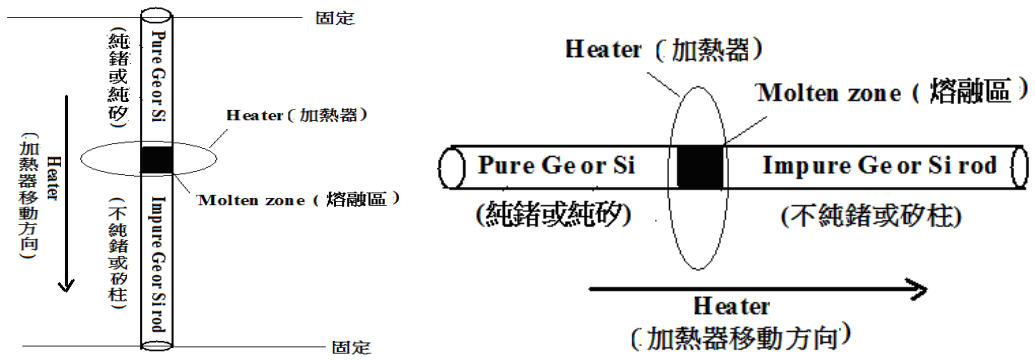 固定
Pure Ge or Si
(純鍺或純矽)
Heater (加熱器)
Heater
(加熱器移動方向)
Molten zone (熔融區)
Impure Ge or Si rod
(不純鍺或矽柱)
固定
Heater (加熱器)
Molten zone (熔融區)
Pure Ge or Si
(純鍺或純矽)
Impure Ge or Si rod
(不純鍺或矽柱)
Heater
(加熱器移動方向)